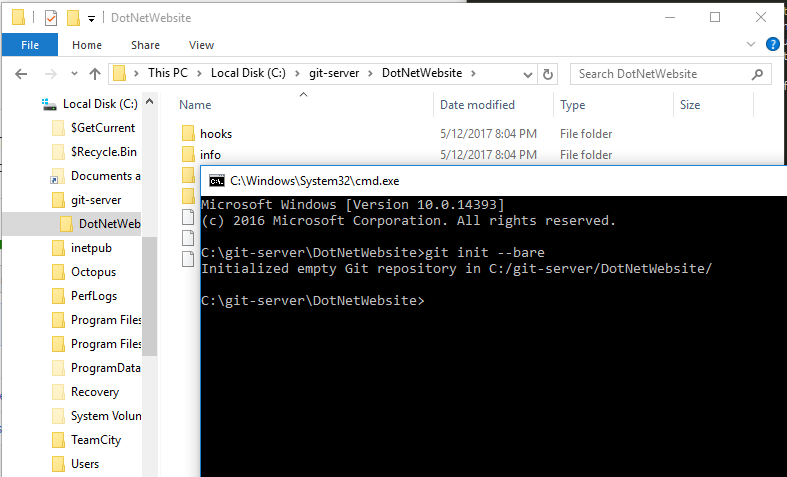 DotNetWebsite
File Home Share View
This PC Local Disk (C:) git-server DotNetWebsite
Search DotNetWebsite
Name Date modified Type Size
Local Disk (C:)
$GetCurrent
$Recycle.Bin
Documents a
git-server
DotNetWeb
inetpub
Octopus
PerfLogs
Program Files
Program Files
ProgramData
Recovery
System Volun
TeamCity
Users
hooks 5/12/2017 8:04 PM File folder
info 5/12/2017 8:04 PM File folder
C:\Windows\System32\cmd.exe
Microsoft Windows [Version 10.0.14393]
(c) 2016 Microsoft Corporation. All rights reserved.
C:\git-server\DotNetWebsite>git init --bare
Initialized empty Git repository in C:/git-server/DotNetWebsite/
C:\git-server\DotNetWebsite>